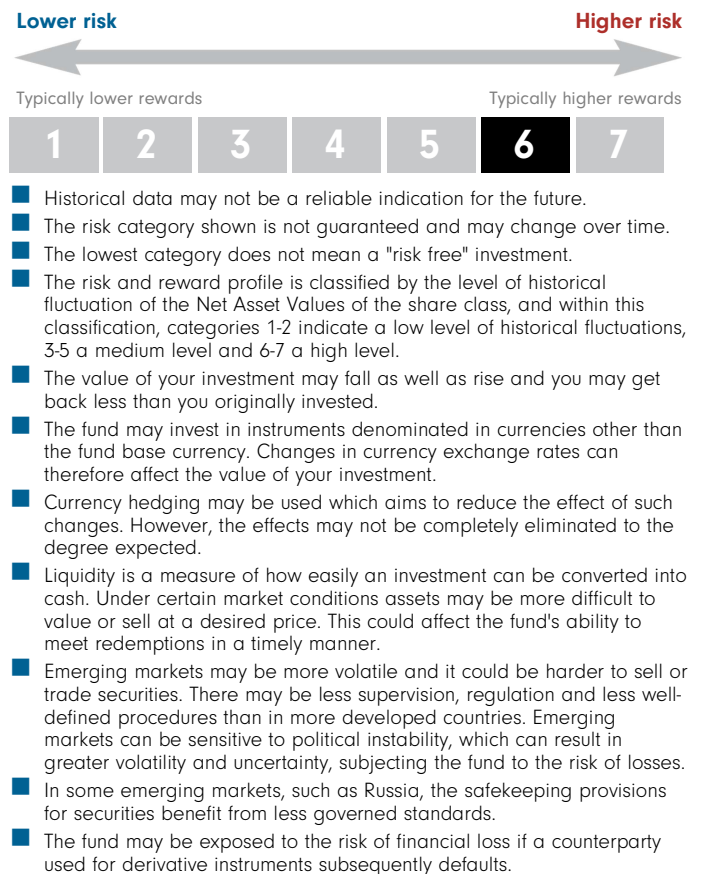 Lower risk Higher risk
Typically lower rewards Typically higher rewards
1 2 3 4 5 6 7
Historical data may not be a reliable indication for the future.
The risk category shown is not guaranteed and may change over time.
The lowest category does not mean a "risk free" investment.
The risk and reward profile is classified by the level of historical
fluctuation of the Net Asset Values of the share class, and within this
classification, categories 1-2 indicate a low level of historical fluctuations,
3-5 a medium level and 6-7 a high level.
The value of your investment may fall as well as rise and you may get
back less than you originally invested.
The fund may invest in instruments denominated in currencies other than
the fund base currency. Changes in currency exchange rates can
therefore affect the value of your investment.
Currency hedging may be used which aims to reduce the effect of such
changes. However, the effects may not be completely eliminated to the
degree expected.
Liquidity is a measure of how easily an investment can be converted into
cash. Under certain market conditions assets may be more difficult to
value or sell at a desired price. This could affect the fund's ability to
meet redemptions in a timely manner.
Emerging markets may be more volatile and it could be harder to sell or
trade securities. There may be less supervision, regulation and less well-
defined procedures than in more developed countries. Emerging
markets can be sensitive to political instability, which can result in
greater volatility and uncertainty, subjecting the fund to the risk of losses.
In some emerging markets, such as Russia, the safekeeping provisions
for securities benefit from less governed standards.
The fund may be exposed to the risk of financial loss if a counterparty
used for derivative instruments subsequently defaults.